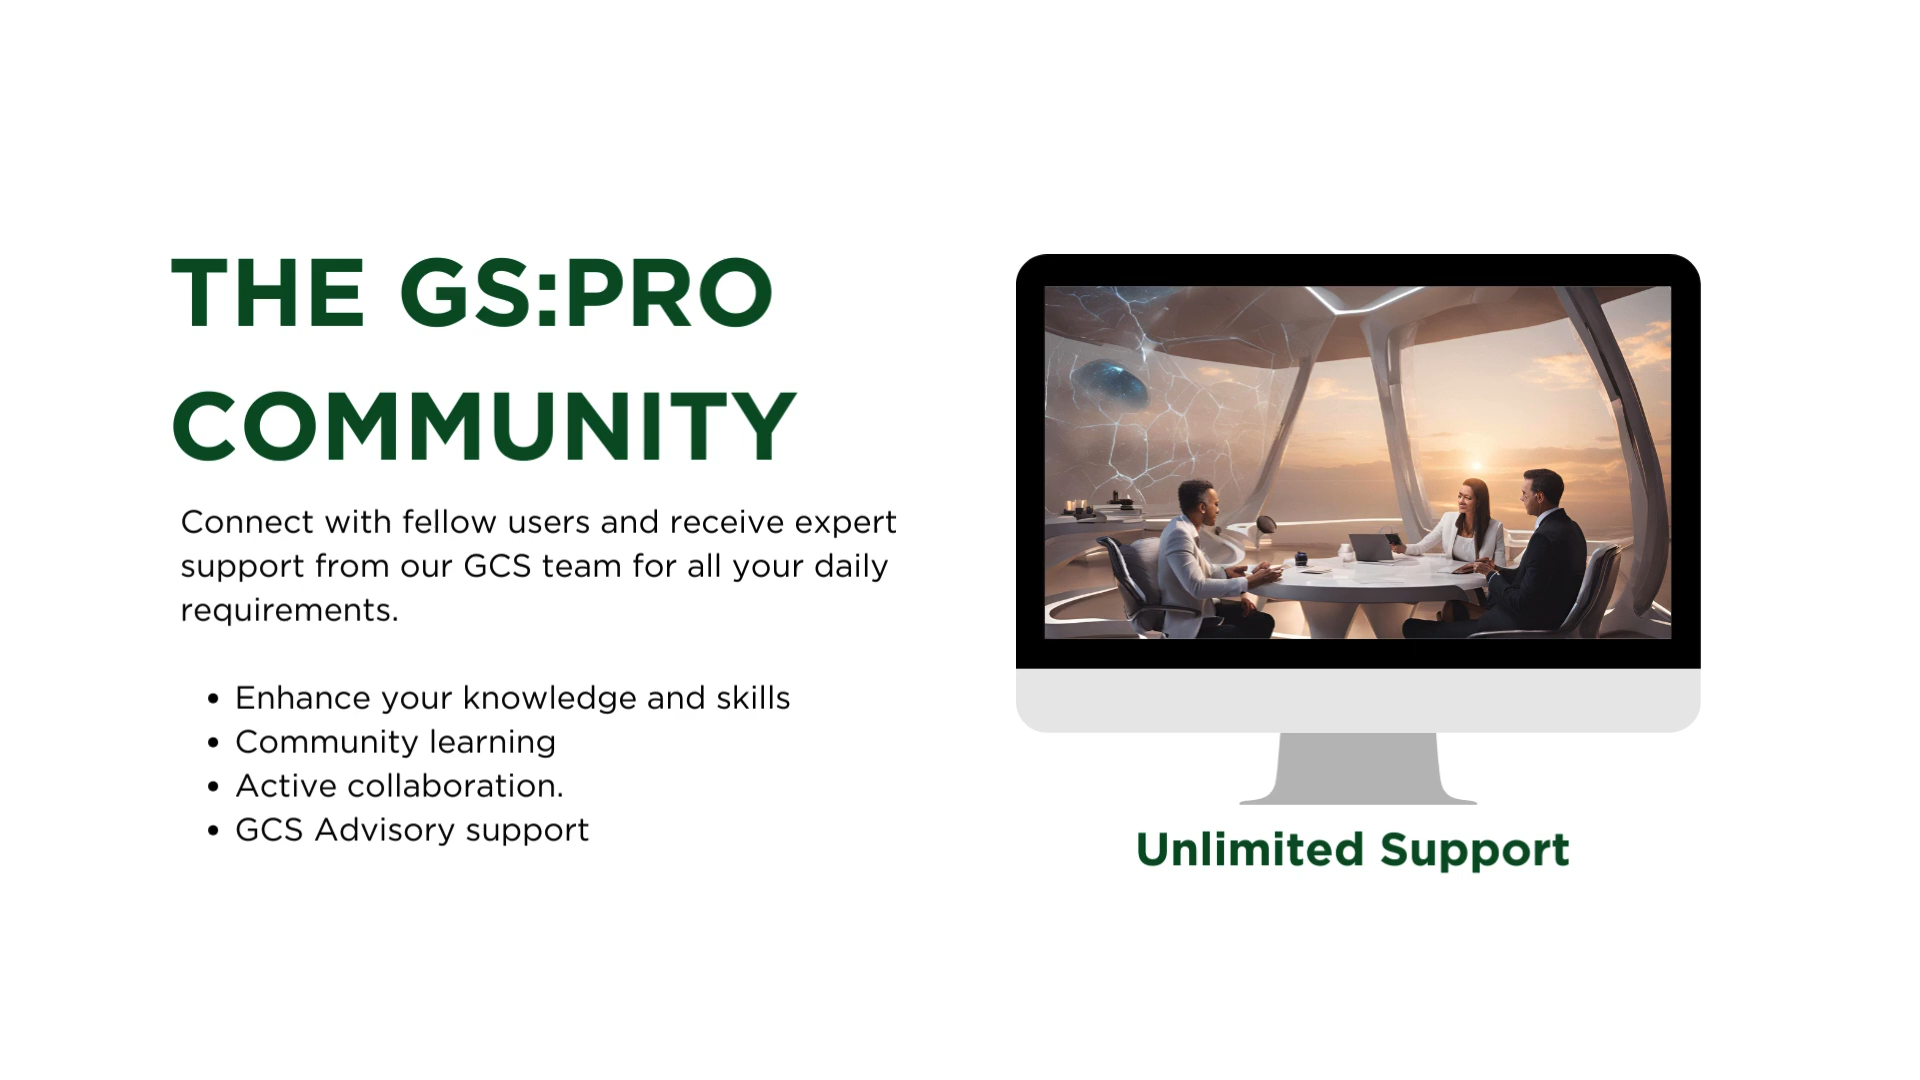 THE GS:PRO
COMMUNITY
Connect with fellow users and receive expert
support from our GCS team for all your daily
requirements.
• Enhance your knowledge and skills
• Community learning
• Active collaboration.
• GCS Advisory support
Unlimited Support